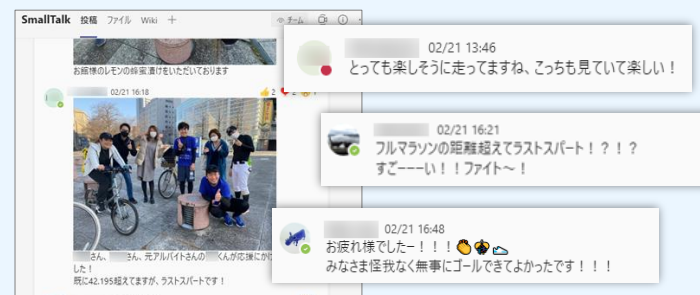 SmallTalk 投稿 ファイル Wiki +
チーム
お館様のレモンの蜂蜜漬けをいただいております
02/21 16:18
2
さん、 さん、元アルバイトさんの くんが応援にか
した！
既に42,195超えてますが、ラストスパートです！
02/21 13:46
とっても楽しそうに走ってますね、こっちも見ていて楽しい！
02/21 16:21
フルマラソンの距離超えてラストスパート！？！？
すごーーーい！！ファイト～！
02/21 16:48
お疲れ様でしたー！！！👏👑👟
みなさま怪我なく無事にゴールできてよかったです！！！